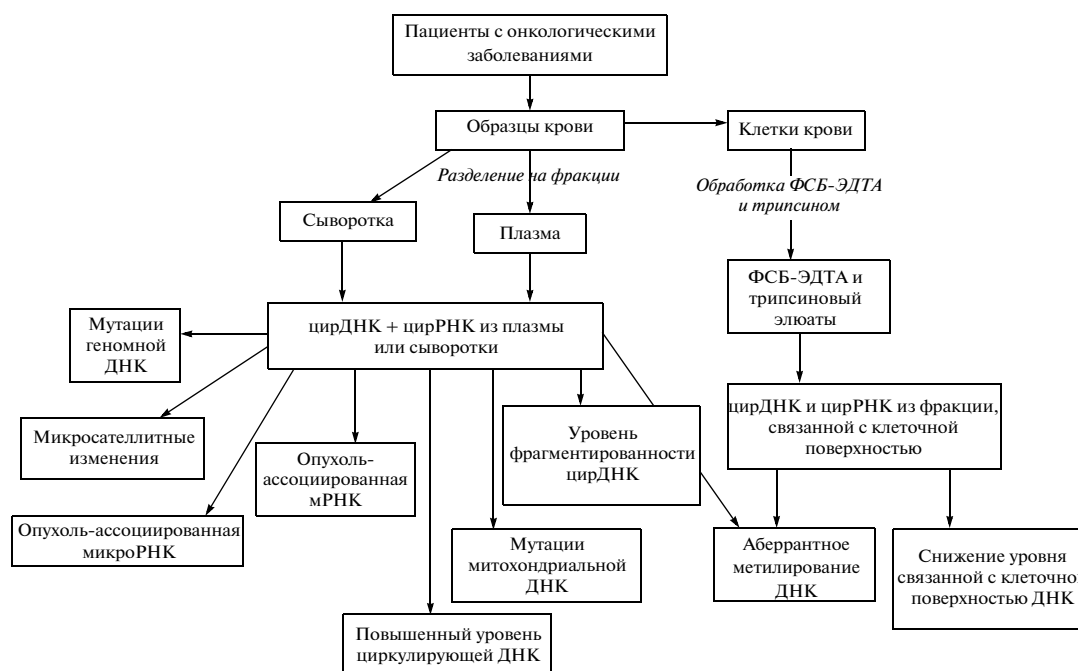 Пациенты с онкологическими
заболеваниями
Образцы крови
Клетки крови
Разделение на фракции
Обработка ФСБ-ЭДТА
и трипсином
Сыворотка
Плазма
ФСБ-ЭДТА и
трипсиновый
элюаты
цирДНК + цирРНК из плазмы
или сыворотки
Мутации
геномной
ДНК
цирДНК и цирРНК из фракции,
связанной с клеточной
поверхностью
Микросателлитные
изменения
Опухоль-
ассоциированная
мРНК
Уровень
фрагментированности
цирДНК
Опухоль-ассоциированная
микроРНК
Мутации
митохондриальной
ДНК
Аберрантное
метилирование
ДНК
Снижение уровня
связанной с клеточной
поверхностью ДНК
Повышенный уровень
циркулирующей ДНК